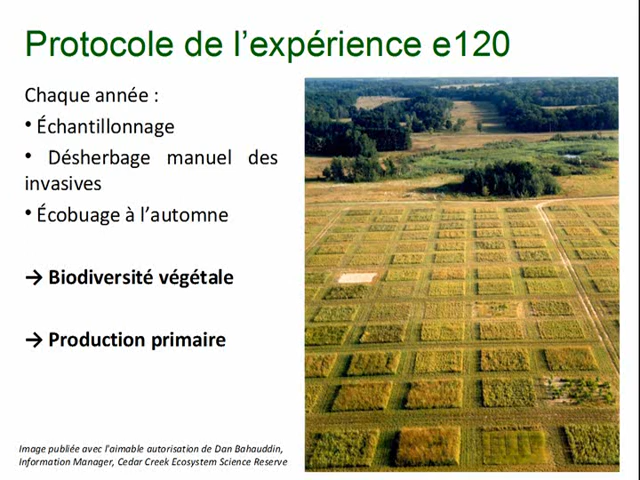 Protocole de l’expérience e120
Chaque année :
• Échantillonnage
• Désherbage manuel des
invasives
• Écobuage à l’automne
→ Biodiversité végétale
→ Production primaire
Image publiée avec l'aimable autorisation de Dan Bahauddin,
Information Manager, Cedar Creek Ecosystem Science Reserve